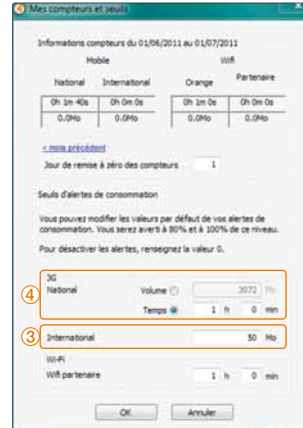 Mes compteurs et seuils
Informations compteurs du 01/06/2011 au 01/07/2011
Mobile Wifi
National International Orange Partenaire
0h 1m 40s 0h 0m 0s 0h 1m 0s 0h 0m 0s
0.0Mo 0.0Mo 0.0Mo 0.0Mo
< mois précédent
Jour de remise à zéro des compteurs 1
Seuils d'alertes de consommation
Vous pouvez modifier les valeurs par défaut de vos alertes de
consommation. Vous serez averti à 80% et à 100% de ce niveau.
Pour désactiver les alertes, renseignez la valeur 0.
3G
④ National Volume 3072 Mo
Temps 1 h 0 min
③ International 50 Mo
Wi-Fi
Wifi partenaire 1 h 0 min
OK Annuler